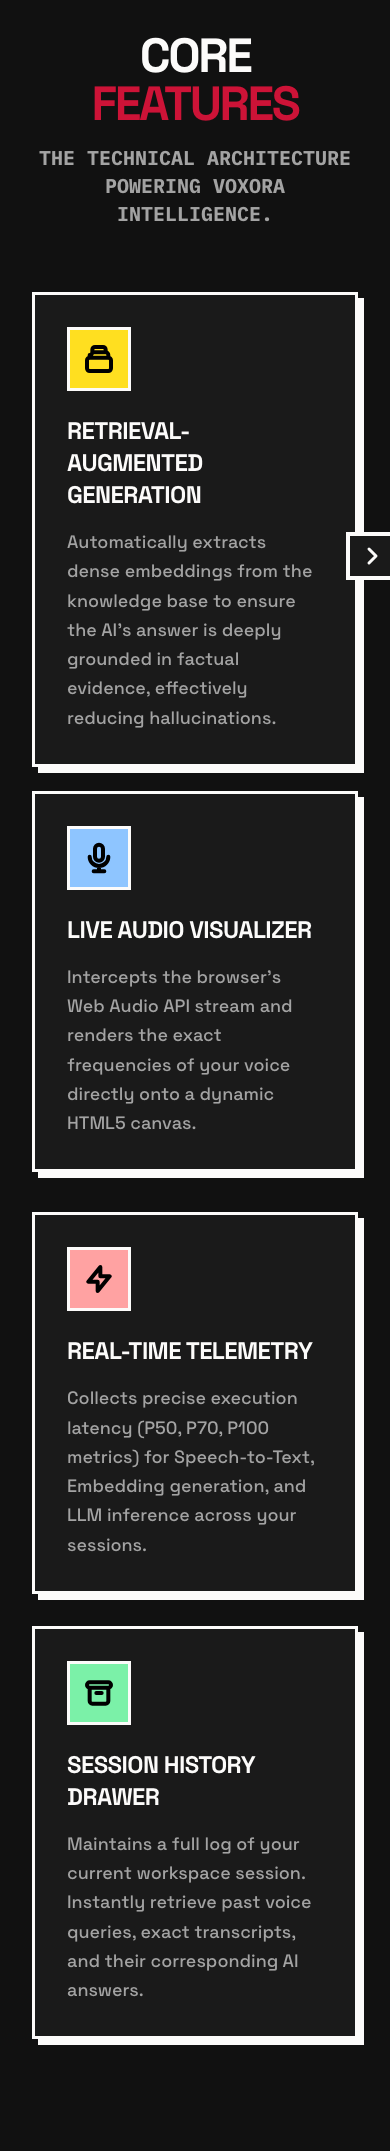 CORE
FEATURES
THE TECHNICAL ARCHITECTURE
POWERING VOXORA
INTELLIGENCE.
RETRIEVAL-
AUGMENTED
GENERATION
Automatically extracts
dense embeddings from the
knowledge base to ensure
the AI's answer is deeply
grounded in factual
evidence, effectively
reducing hallucinations.
LIVE AUDIO VISUALIZER
Intercepts the browser's
Web Audio API stream and
renders the exact
frequencies of your voice
directly onto a dynamic
HTML5 canvas.
REAL-TIME TELEMETRY
Collects precise execution
latency (P50, P70, P100
metrics) for Speech-to-Text,
Embedding generation, and
LLM inference across your
sessions.
SESSION HISTORY
DRAWER
Maintains a full log of your
current workspace session.
Instantly retrieve past voice
queries, exact transcripts,
and their corresponding AI
answers.